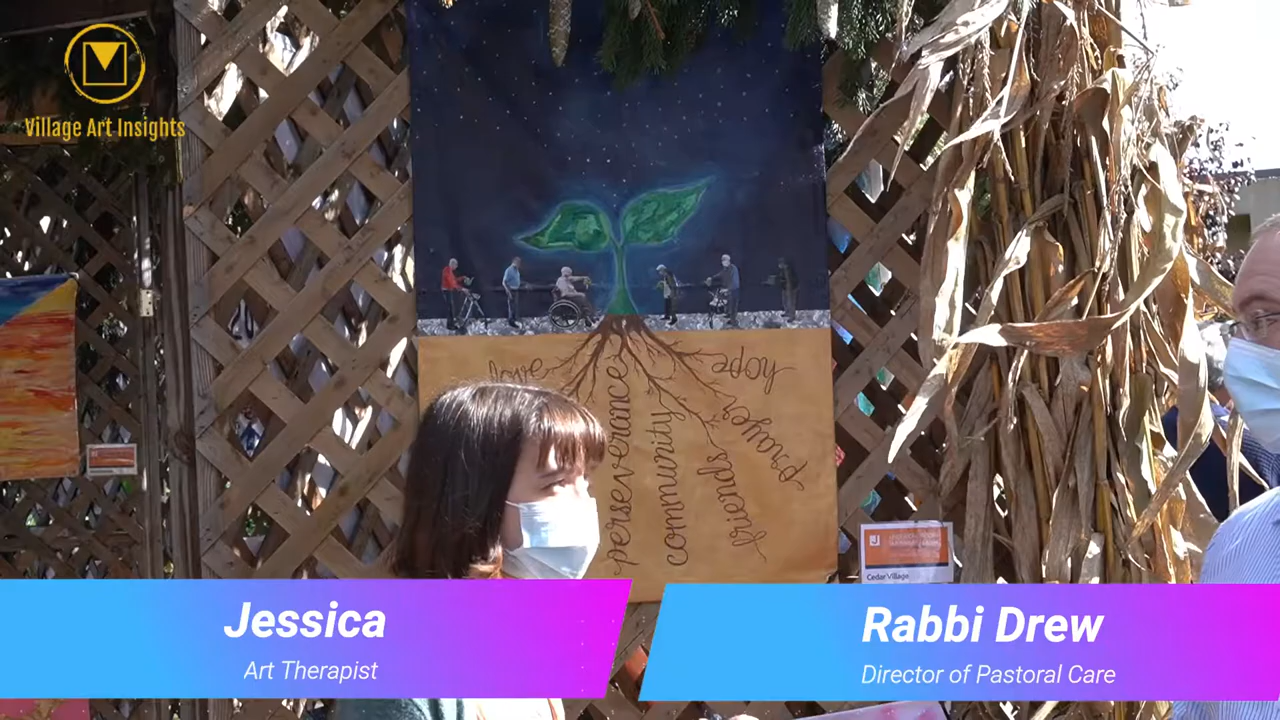 Village Art Insights
love
hope
perseverance
community
friends
prayer
J
Cedar Village
Jessica
Art Therapist
Rabbi Drew
Director of Pastoral Care